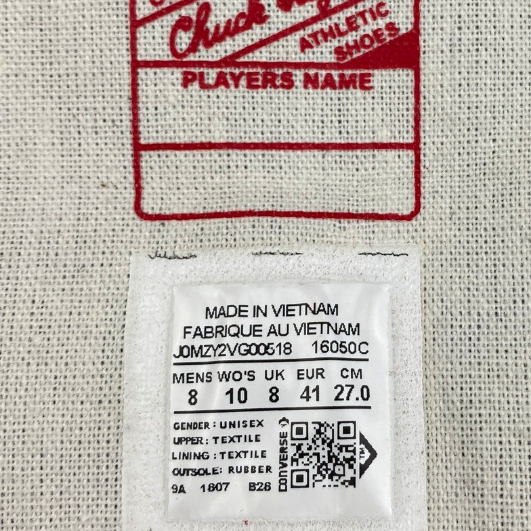 Chuck
ATHLETIC
SHOES
PLAYERS NAME
MADE IN VIETNAM
FABRIQUE AU VIETNAM
J0MZY2VG00518 16050C
MENS WO'S UK EUR CM
8 10 8 41 27.0
GENDER: UNISEX
UPPER: TEXTILE
LINING: TEXTILE
OUTSOLE: RUBBER
9A 1807 B28
CONVERSE